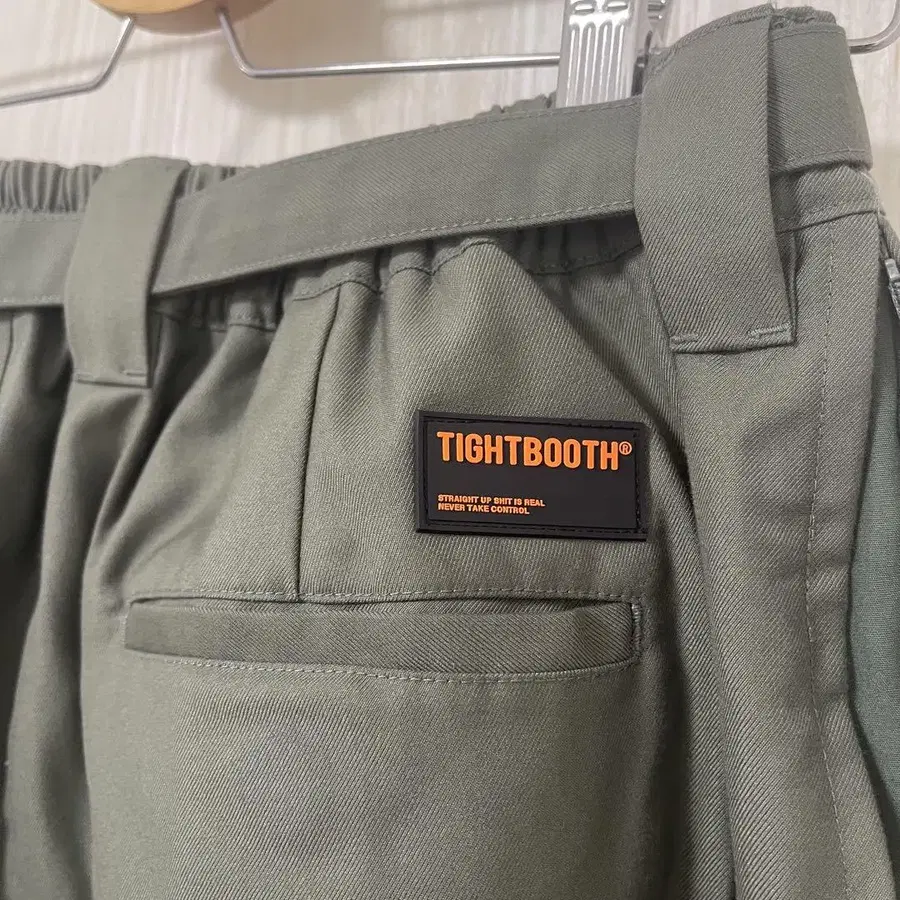 TIGHTBOOTH®
STRAIGHT UP SHIT IS REAL
NEVER TAKE CONTROL